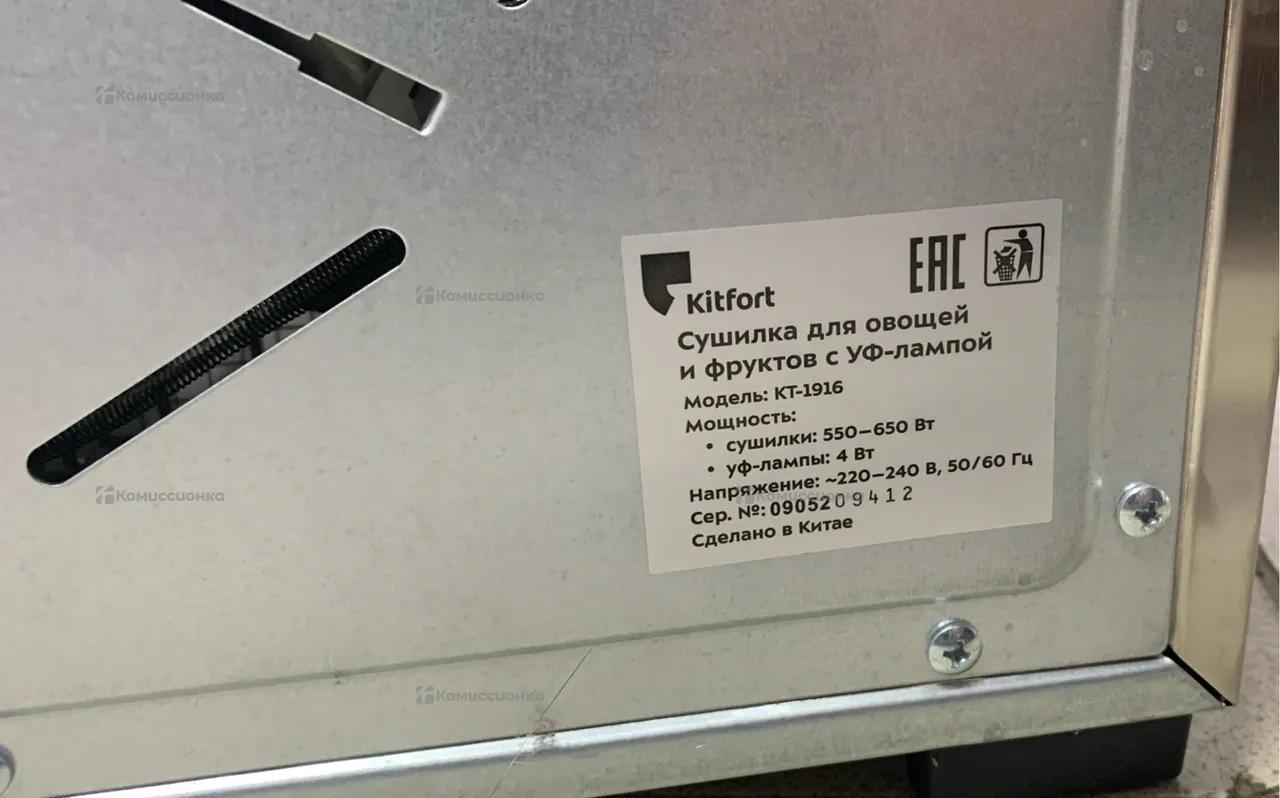 Комиссионка
Комиссионка
Комиссионка
Комиссионка
EAC
Kitfort
Сушилка для овощей
и фруктов с УФ-лампой
Модель: КТ-1916
Мощность:
• сушилки: 550–650 Вт
• уф-лампы: 4 Вт
Напряжение: ~220–240 В, 50/60 Гц
Сер. №: 0905209412
Сделано в Китае